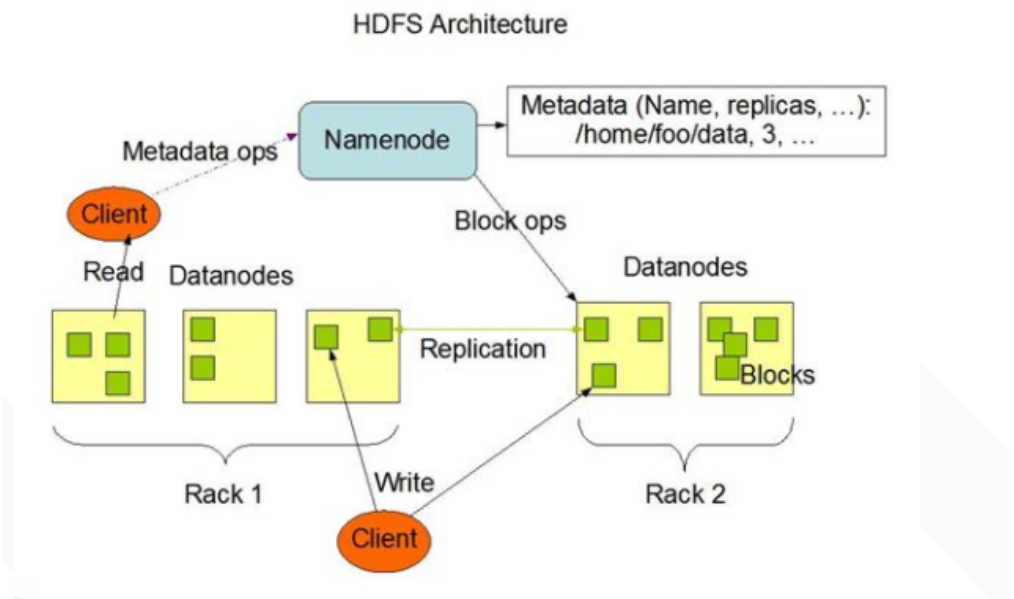 HDFS Architecture
Metadata (Name, replicas, ...):
/home/foo/data, 3, ...
Namenode
Metadata ops
Client
Block ops
Read
Datanodes
Datanodes
Replication
Blocks
Rack 1
Write
Rack 2
Client